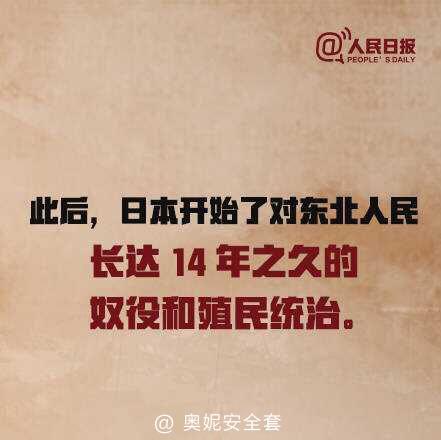 @人民日报
PEOPLE'S DAILY
此后，日本开始了对东北人民
长达 14 年之久的
奴役和殖民统治。
@ 奥妮安全套